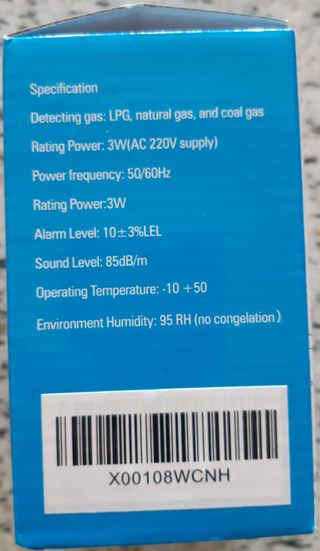 Specification
Detecting gas: LPG, natural gas, and coal gas
Rating Power: 3W(AC 220V supply)
Power frequency: 50/60Hz
Rating Power:3W
Alarm Level: 10±3%LEL
Sound Level: 85dB/m
Operating Temperature: -10 +50
Environment Humidity: 95 RH (no congelation)
X00108WCNH